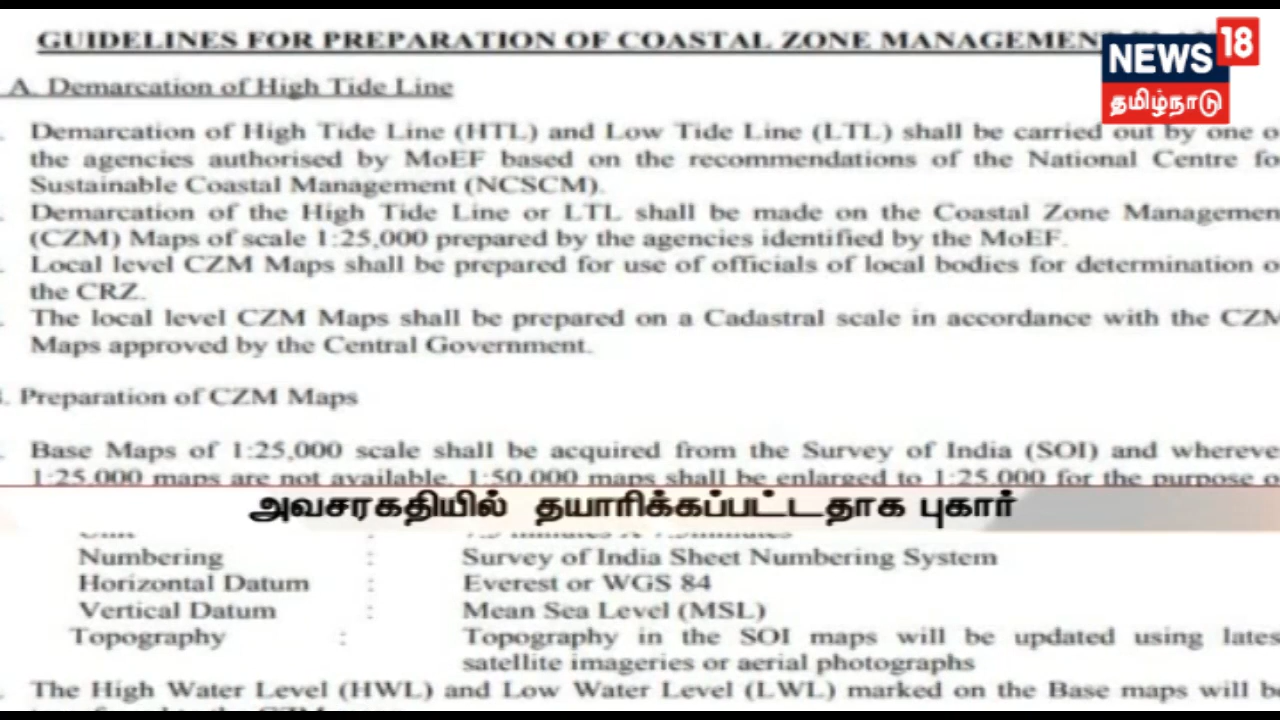 GUIDELINES FOR PREPARATION OF COASTAL ZONE MANAGEMENT
NEWS 18
தமிழ்நாடு
A. Demarcation of High Tide Line
Demarcation of High Tide Line (HTL) and Low Tide Line (LTL) shall be carried out by one
the agencies authorised by MoEF based on the recommendations of the National Centre
Sustainable Coastal Management (NCSCM).
Demarcation of the High Tide Line or LTL shall be made on the Coastal Zone
(CZM) Maps of scale 1:25,000 prepared by the agencies identified by the MoEF.
Local level CZM Maps shall be prepared for use of officials of local bodies for determination
the CRZ.
The local level CZM Maps shall be prepared on a Cadastral scale in accordance with the CZM
Maps approved by the Central Government.
Preparation of CZM Maps
Base Maps of 1:25,000 scale shall be acquired from the Survey of India (SOI) and
1:25,000 maps are not available, 1:50,000 maps shall be enlarged to 1:25,000 for the purpose
அவசரகதியில் தயாரிக்கப்பட்டதாக புகார்
Numbering : Survey of India Sheet Numbering System
Horizontal Datum : Everest or WGS 84
Vertical Datum : Mean Sea Level (MSL)
Topography : Topography in the SOI maps will be updated using
satellite imageries or aerial photographs
The High Water Level (HWL) and Low Water Level (LWL) marked on the Base maps will